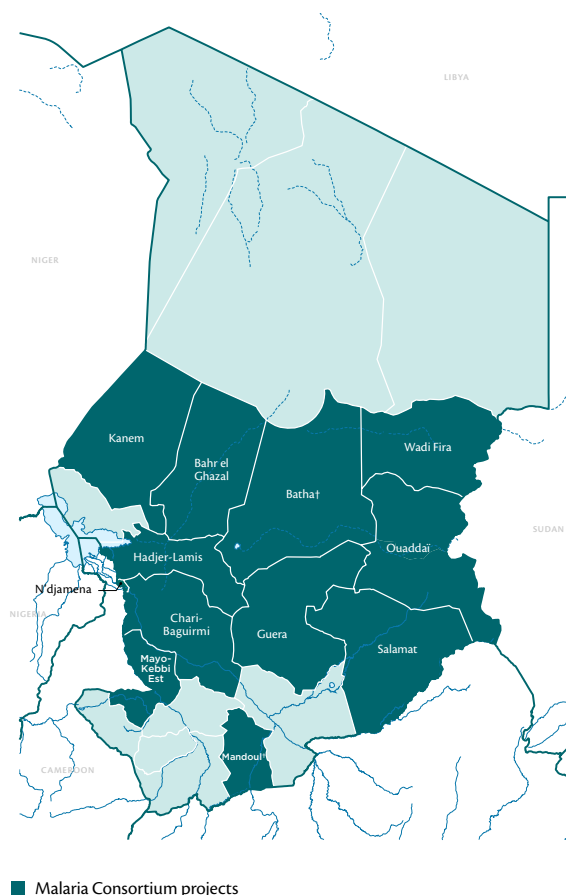 LIBYA
NIGER
Kanem
Bahr el
Ghazal
Wadi Fira
Batha†
SUDAN
Ouaddaï
Hadjer-Lamis
N'djamena
NIGERIA
Chari-
Baguirmi
Guera
Salamat
Mayo-
Kebbi
Est
Mandoul†
CAMEROON
Malaria Consortium projects